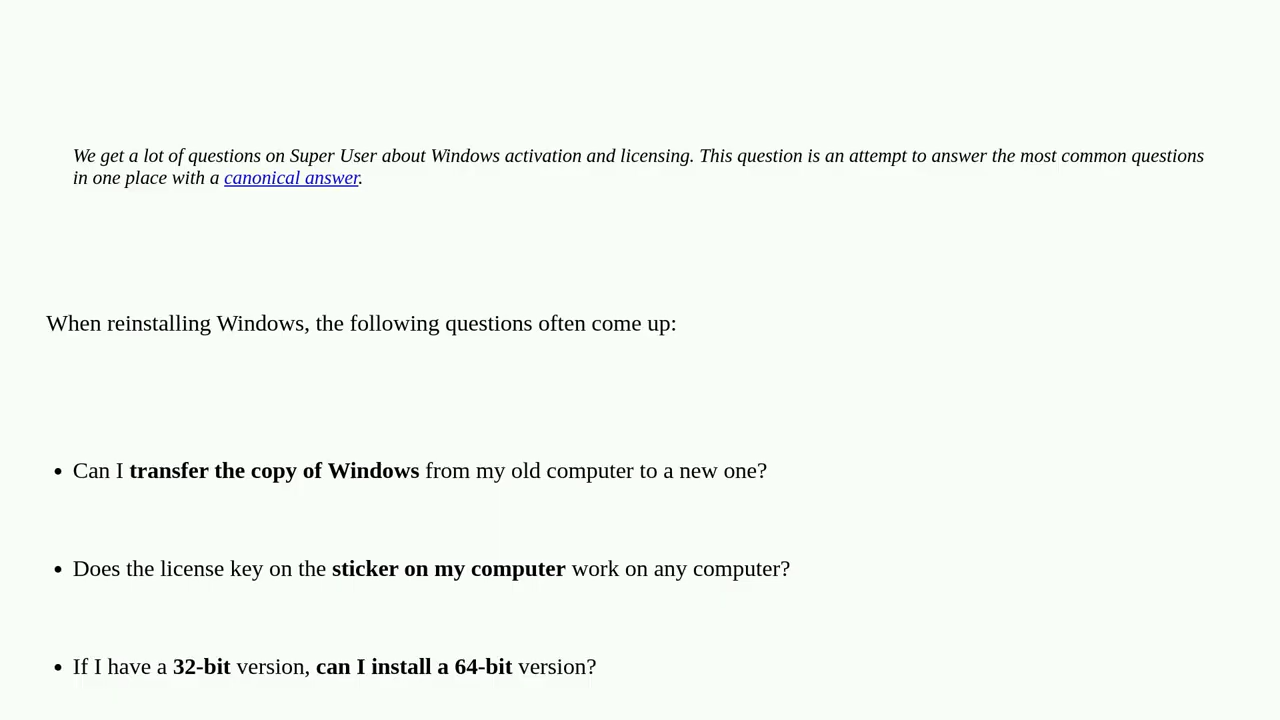 We get a lot of questions on Super User about Windows activation and licensing. This question is an attempt to answer the most common questions
in one place with a canonical answer.
When reinstalling Windows, the following questions often come up:
• Can I transfer the copy of Windows from my old computer to a new one?
• Does the license key on the sticker on my computer work on any computer?
• If I have a 32-bit version, can I install a 64-bit version?